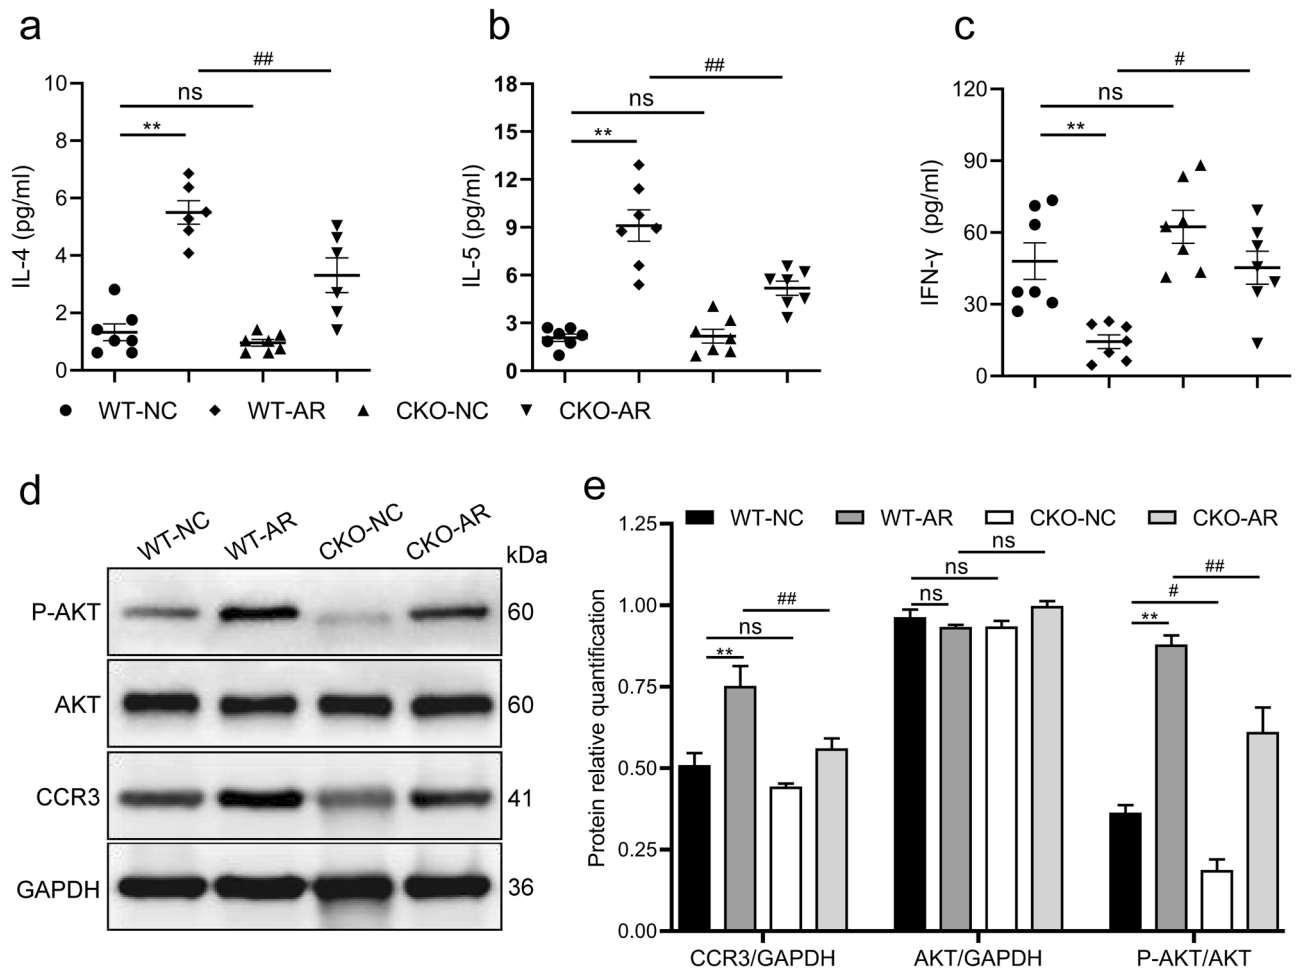 a
b
c
##
ns
**
10
8
6
4
2
0
IL-4 (pg/ml)
##
ns
**
18
15
12
9
6
3
0
IL-5 (pg/ml)
#
ns
**
120
90
60
30
0
IFN-γ (pg/ml)
WT-NC WT-AR CKO-NC CKO-AR
d
WT-NC WT-AR CKO-NC CKO-AR
kDa
P-AKT 60
AKT 60
CCR3 41
GAPDH 36
e
WT-NC WT-AR CKO-NC CKO-AR
1.25
1.00
0.75
0.50
0.25
0.00
Protein relative quantification
##
ns
**
ns
ns
ns
##
#
**
CCR3/GAPDH AKT/GAPDH P-AKT/AKT